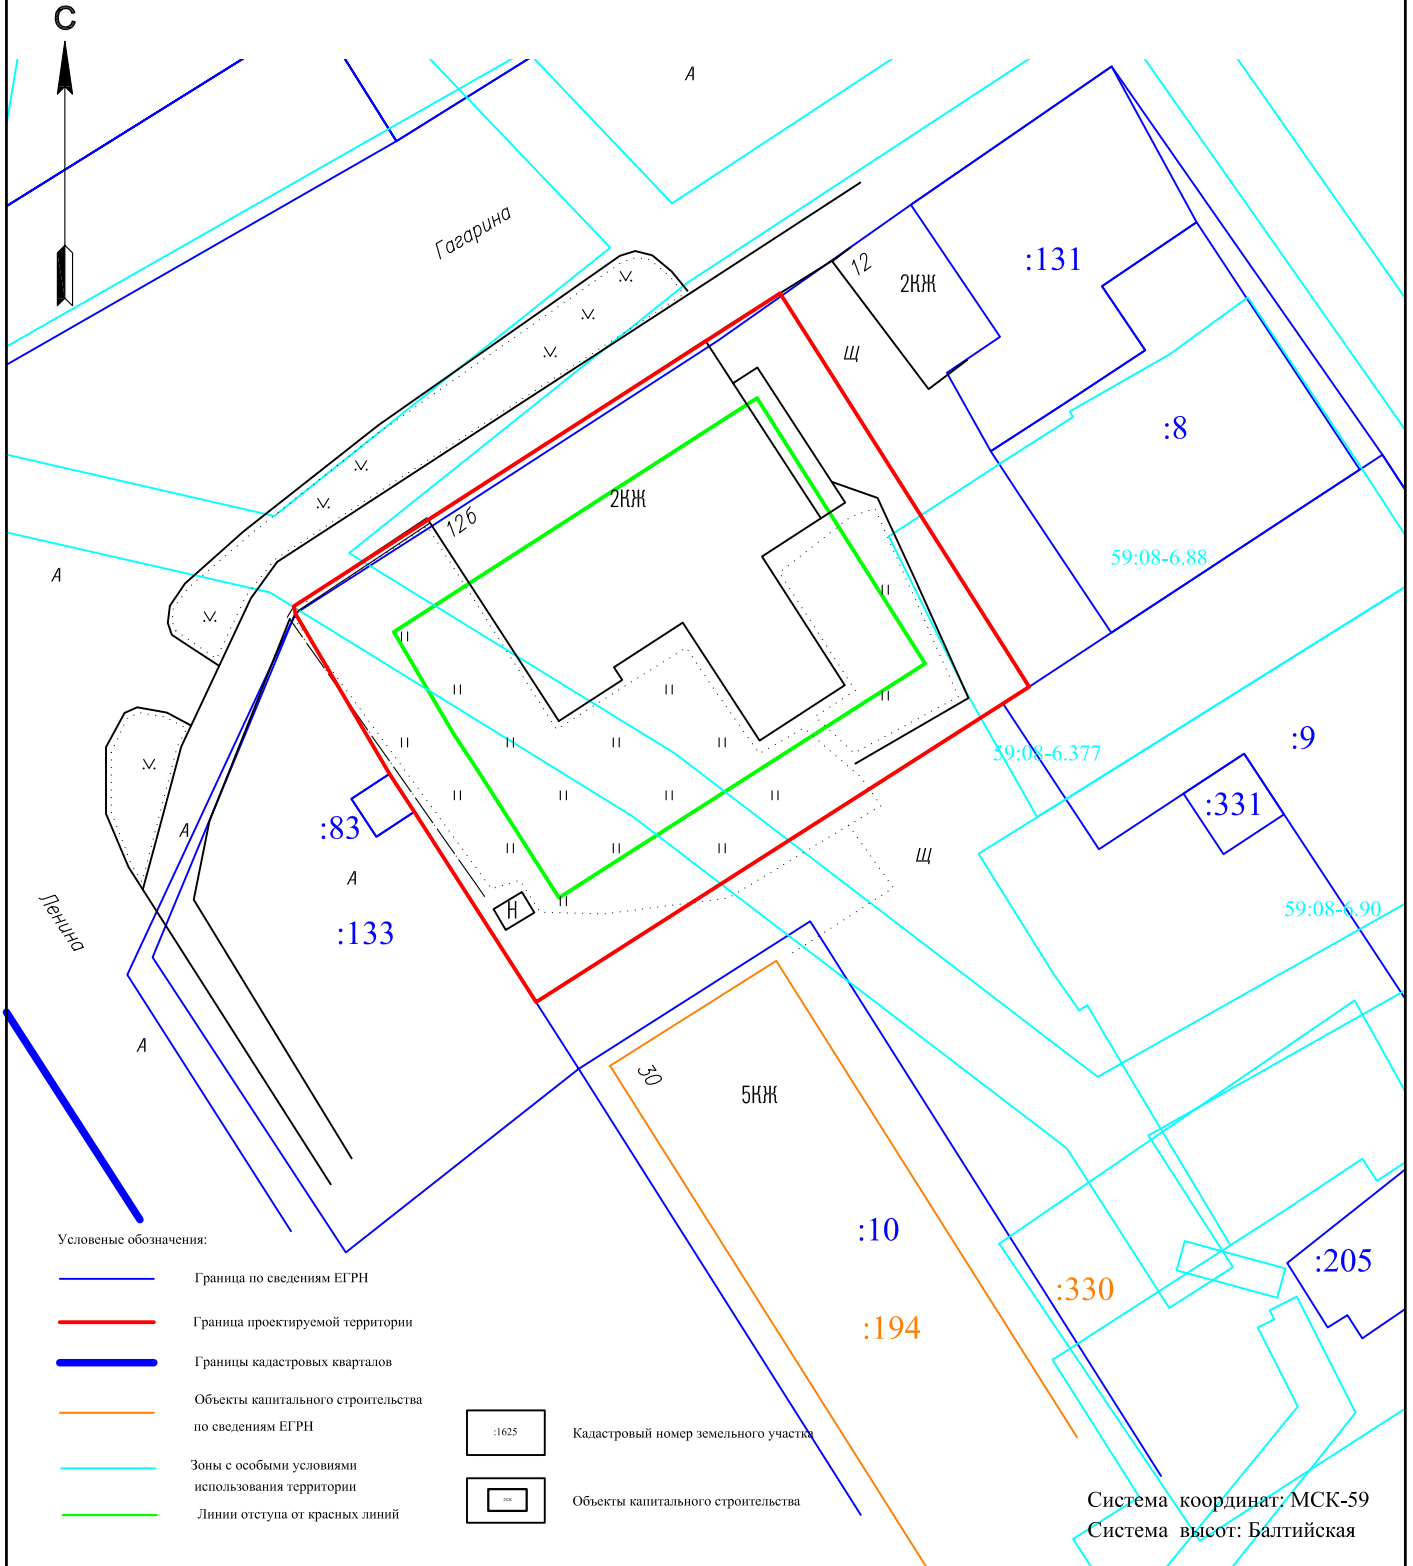 С
А
Гагарина
:131
12
2КЖ
Щ
:8
2КЖ
12б
59:08-6.88
А
:9
59:08-6.377
:331
:83
А
А
Щ
Н
59:08-6.90
Ленина
:133
А
30
5КЖ
:10
Условеные обозначения:
:205
Граница по сведениям ЕГРН
:330
Граница проектируемой территории
:194
Границы кадастровых кварталов
Объекты капитального строительства
по сведениям ЕГРН
:1625
Кадастровый номер земельного участка
Зоны с особыми условиями
использования территории
Объекты капитального строительства
Линии отступа от красных линий
Система координат: МСК-59
Система высот: Балтийская